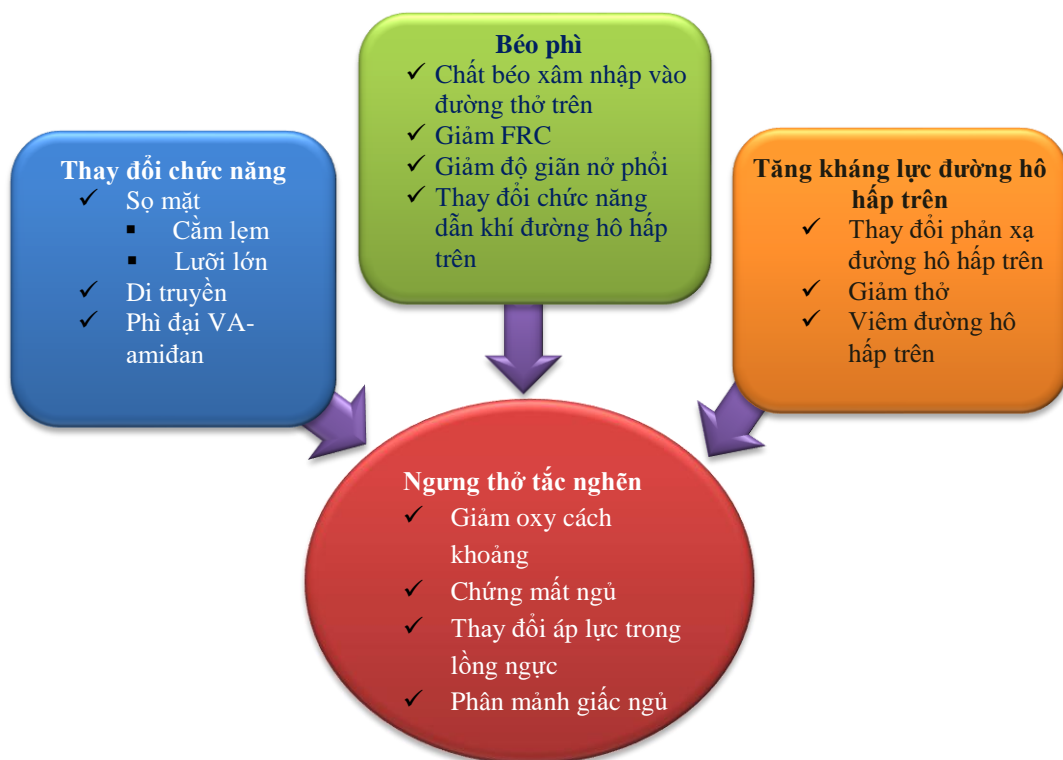 Béo phì
✓ Chất béo xâm nhập vào
đường thở trên
✓ Giảm FRC
✓ Giảm độ giãn nở phổi
✓ Thay đổi chức năng
dẫn khí đường hô hấp
trên
Thay đổi chức năng
✓ Sọ mặt
▪ Cằm lẹm
▪ Lưỡi lớn
✓ Di truyền
✓ Phì đại VA-
amiđan
Tăng kháng lực đường hô
hấp trên
✓ Thay đổi phản xạ
đường hô hấp trên
✓ Giảm thở
✓ Viêm đường hô
hấp trên
Ngưng thở tắc nghẽn
✓ Giảm oxy cách
khoảng
✓ Chứng mất ngủ
✓ Thay đổi áp lực trong
lồng ngực
✓ Phân mảnh giấc ngủ